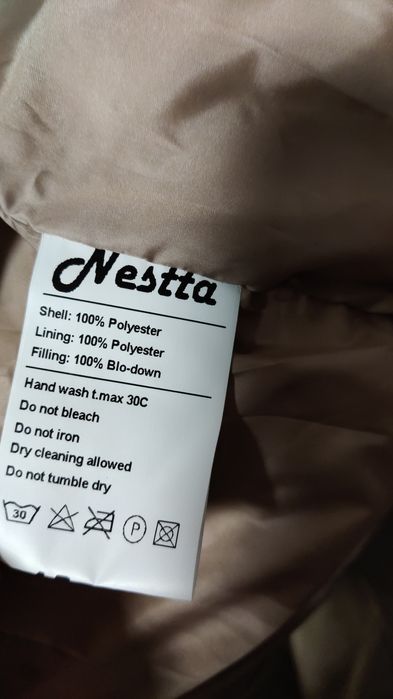 Nestta
Shell: 100% Polyester
Lining: 100% Polyester
Filling: 100% Blo-down
Hand wash t.max 30C
Do not bleach
Do not iron
Dry cleaning allowed
Do not tumble dry
30 P